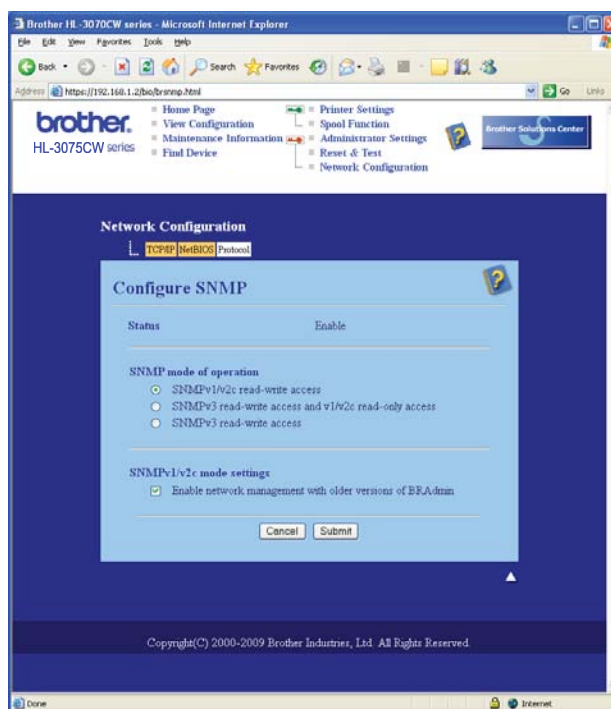 Brother HL-3070CW series - Microsoft Internet Explorer
File Edit View Favorites Tools Help
Back Search Favorites
Address https://192.168.1.2/bio/brsnmp.html Go Links
brother.
HL-3075CW series
Home Page
View Configuration
Maintenance Information
Find Device
Printer Settings
Spool Function
Administrator Settings
Reset & Test
Network Configuration
Brother Solutions Center
Network Configuration
TCP/IP NetBIOS Protocol
Configure SNMP
Status Enable
SNMP mode of operation
SNMPv1/v2c read-write access
SNMPv3 read-write access and v1/v2c read-only access
SNMPv3 read-write access
SNMPv1/v2c mode settings
Enable network management with older versions of BRAdmin
Cancel Submit
Copyright(C) 2000-2009 Brother Industries, Ltd. All Rights Reserved.
Done Internet